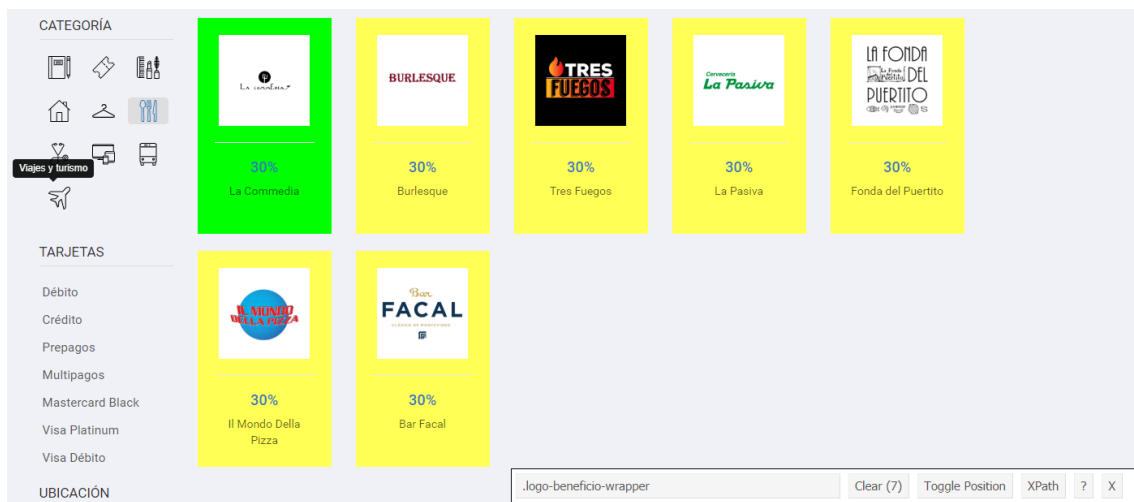 CATEGORÍA
Viajes y turismo
TARJETAS
Débito
Crédito
Prepagos
Multipagos
Mastercard Black
Visa Platinum
Visa Débito
UBICACIÓN
30%
La Commedia
BURLESQUE
30%
Burlesque
TRES
FUEGOS
30%
Tres Fuegos
Cervecería
La Pasiva
30%
La Pasiva
LA FONDA
DEL
PUERTITO
30%
Fonda del Puertito
IL MONDO
DELLA PIZZA
30%
Il Mondo Della
Pizza
Bar
FACAL
30%
Bar Facal
.logo-beneficio-wrapper
Clear (7)
Toggle Position
XPath
?
X